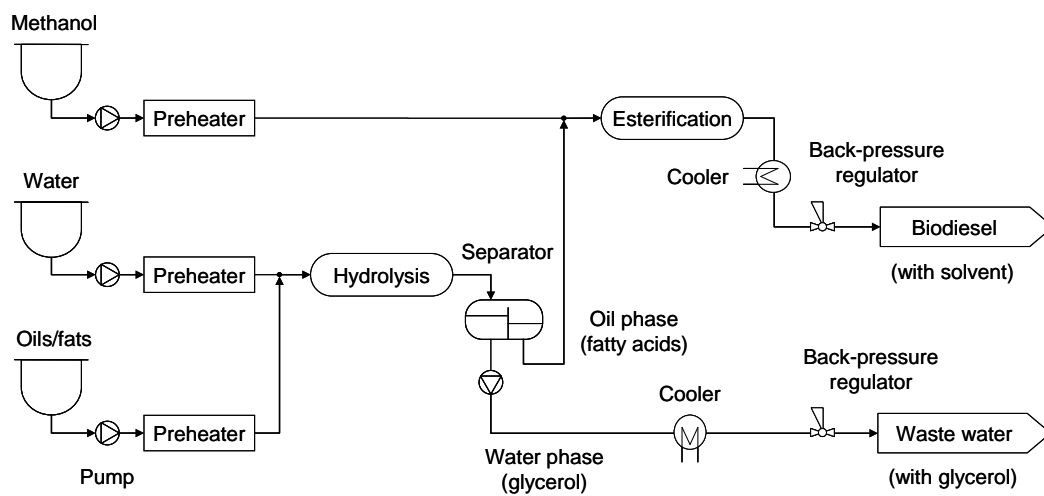 Methanol
Preheater
Esterification
Cooler
Back-pressure
regulator
Biodiesel
(with solvent)
Water
Preheater
Hydrolysis
Separator
Oil phase
(fatty acids)
Oils/fats
Preheater
Pump
Water phase
(glycerol)
Cooler
Back-pressure
regulator
Waste water
(with glycerol)